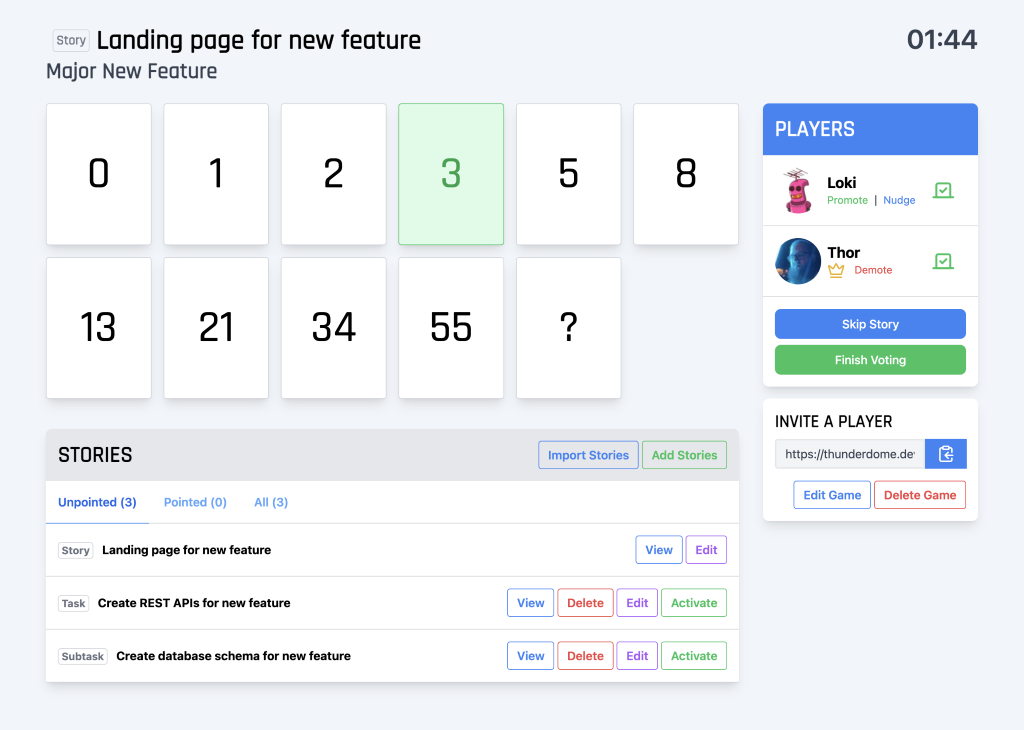 Story Landing page for new feature
01:44
Major New Feature
0 1 2 3 5 8
13 21 34 55 ?
PLAYERS
Loki
Promote | Nudge
Thor
Demote
Skip Story
Finish Voting
INVITE A PLAYER
https://thunderdome.de
Edit Game Delete Game
STORIES Import Stories Add Stories
Unpointed (3) Pointed (0) All (3)
Story Landing page for new feature View Edit
Task Create REST APIs for new feature View Delete Edit Activate
Subtask Create database schema for new feature View Delete Edit Activate